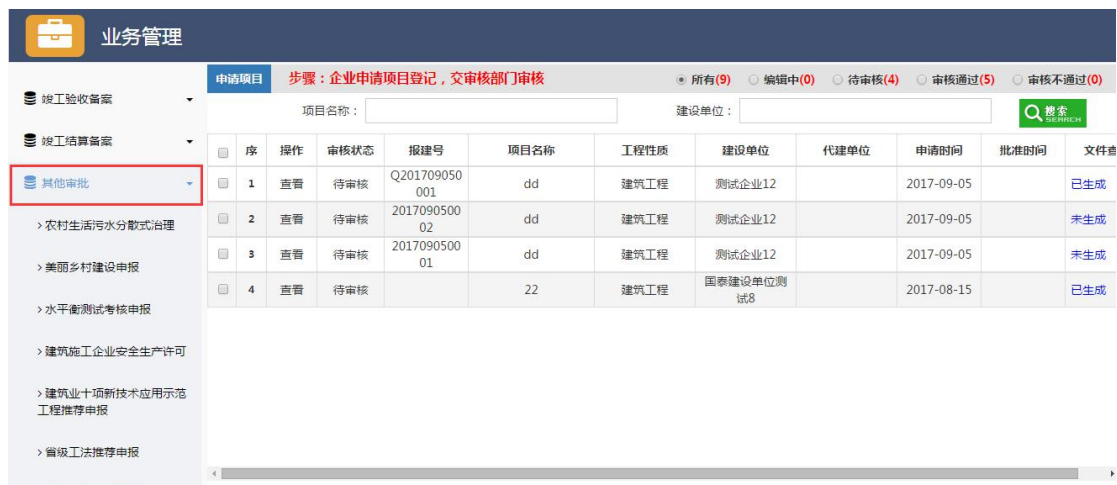 业务管理
申请项目 步骤：企业申请项目登记，交审核部门审核 所有(9) 编辑中(0) 待审核(4) 审核通过(5) 审核不通过(0)
竣工验收备案
项目名称： 建设单位： 搜索 SEARCH
竣工结算备案
序 操作 审核状态 报建号 项目名称 工程性质 建设单位 代建单位 申请时间 批准时间 文件查
其他审批
1 查看 待审核 Q201709050 dd 建筑工程 测试企业12 2017-09-05 已生成
001
>农村生活污水分散式治理
2 查看 待审核 2017090500 dd 建筑工程 测试企业12 2017-09-05 未生成
02
3 查看 待审核 2017090500 dd 建筑工程 测试企业12 2017-09-05 未生成
01
>美丽乡村建设申报
4 查看 待审核 22 建筑工程 国泰建设单位测 2017-08-15 已生成
试8
>水平衡测试考核申报
>建筑施工企业安全生产许可
>建筑业十项新技术应用示范
工程推荐申报
>省级工法推荐申报